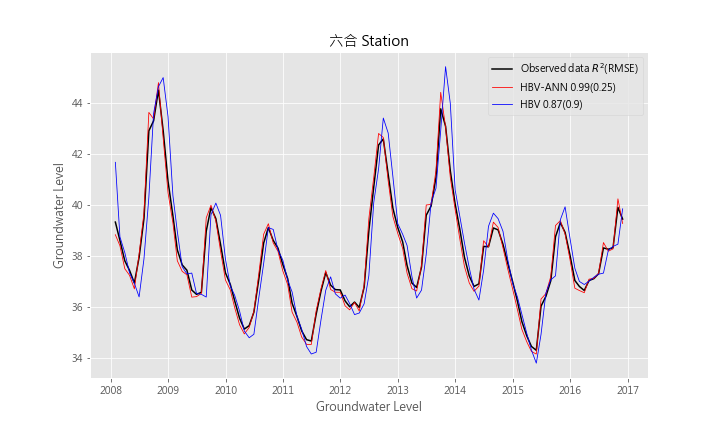 六合 Station
Observed data R²(RMSE)
HBV-ANN 0.99(0.25)
HBV 0.87(0.9)
Groundwater Level
44
42
40
38
36
34
2008 2009 2010 2011 2012 2013 2014 2015 2016 2017
Groundwater Level